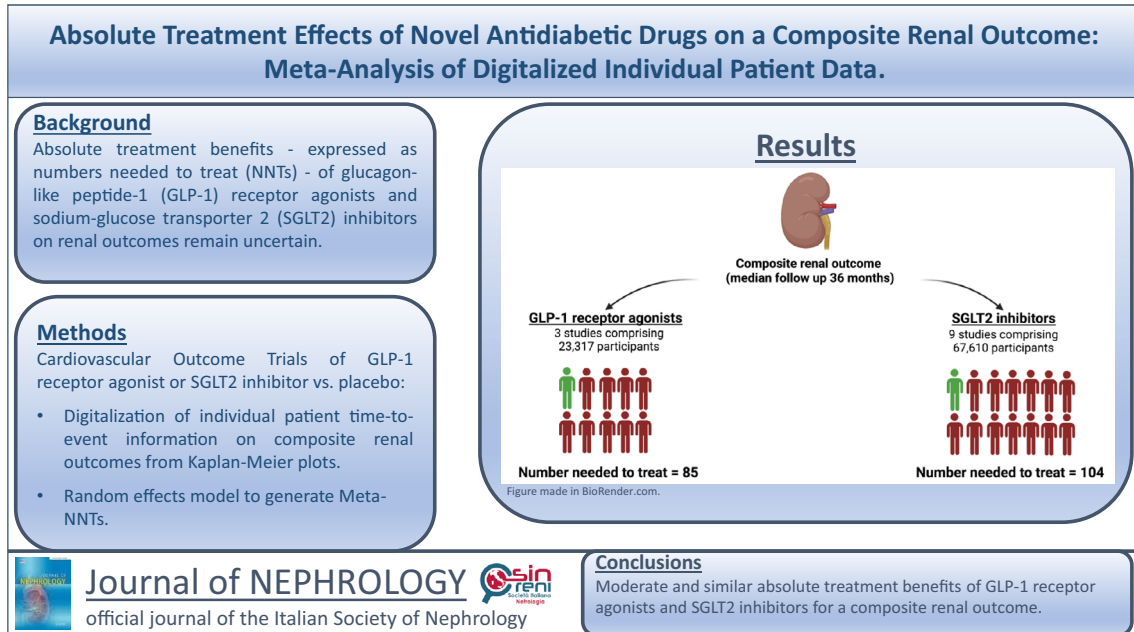 Absolute Treatment Effects of Novel Antidiabetic Drugs on a Composite Renal Outcome:
Meta-Analysis of Digitalized Individual Patient Data.
Background
Absolute treatment benefits - expressed as
numbers needed to treat (NNTs) - of glucagon-
like peptide-1 (GLP-1) receptor agonists and
sodium-glucose transporter 2 (SGLT2) inhibitors
on renal outcomes remain uncertain.
Methods
Cardiovascular Outcome Trials of GLP-1
receptor agonist or SGLT2 inhibitor vs. placebo:
• Digitalization of individual patient time-to-
event information on composite renal
outcomes from Kaplan-Meier plots.
• Random effects model to generate Meta-
NNTs.
Results
Composite renal outcome
(median follow up 36 months)
GLP-1 receptor agonists
3 studies comprising
23,317 participants
Number needed to treat = 85
SGLT2 inhibitors
9 studies comprising
67,610 participants
Number needed to treat = 104
Figure made in BioRender.com.
NEPHROLOGY
Journal of NEPHROLOGY
official journal of the Italian Society of Nephrology
sin
reni
Società Italiana
Nefrologia
Conclusions
Moderate and similar absolute treatment benefits of GLP-1 receptor
agonists and SGLT2 inhibitors for a composite renal outcome.